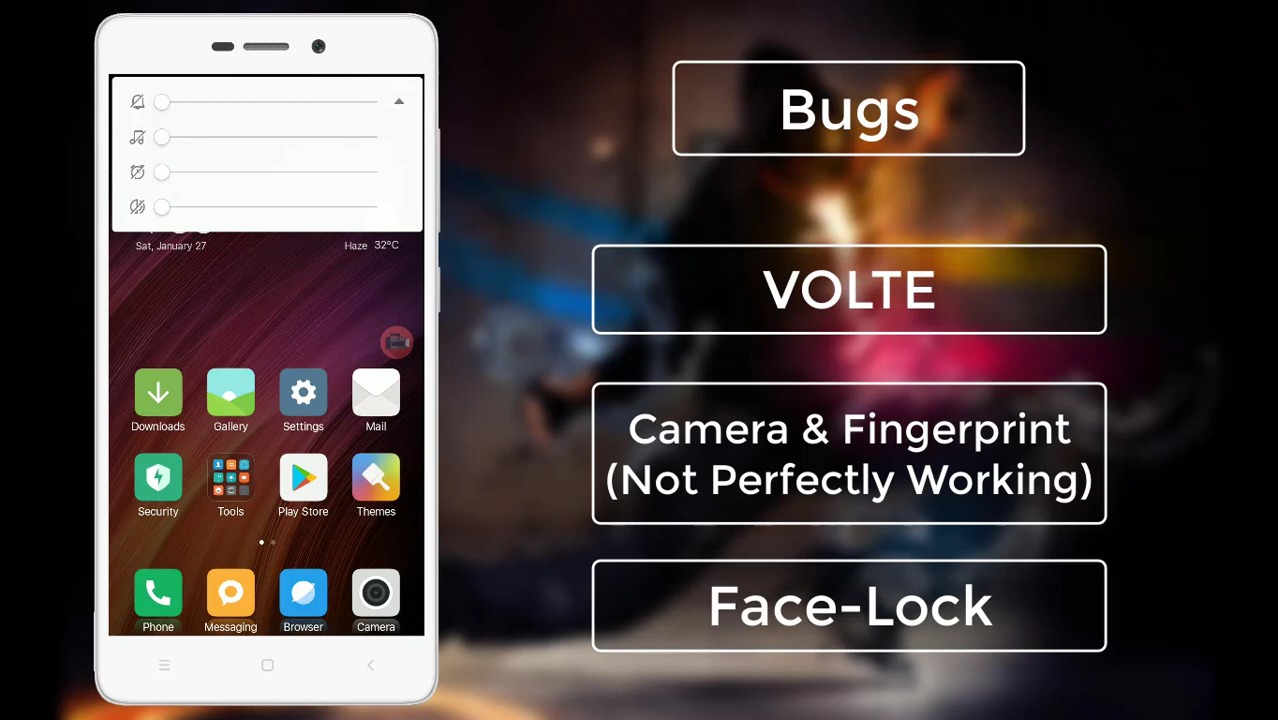 Sat, January 27
Haze 32°C
Downloads
Gallery
Settings
Mail
Security
Tools
Play Store
Themes
Phone
Messaging
Browser
Camera
Bugs
VOLTE
Camera & Fingerprint
(Not Perfectly Working)
Face-Lock